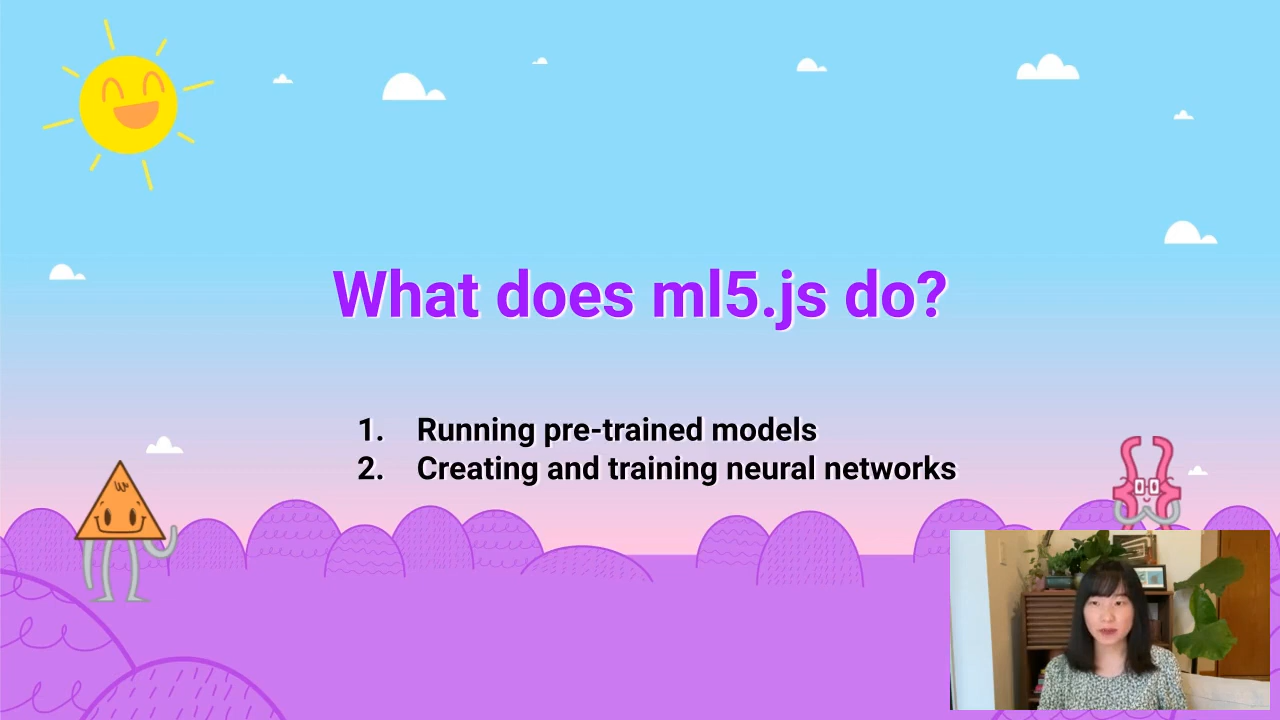 What does ml5.js do?
1. Running pre-trained models
2. Creating and training neural networks